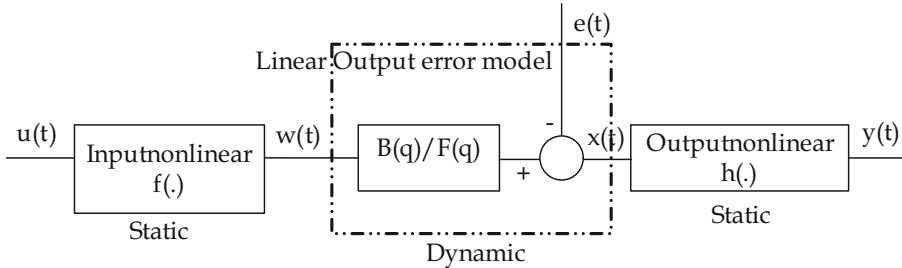 e(t)
Linear Output error model
u(t)
w(t)
B(q)/F(q)
-
+
x(t)
y(t)
Inputnonlinear
f(.)
Outputnonlinear
h(.)
Static
Dynamic
Static